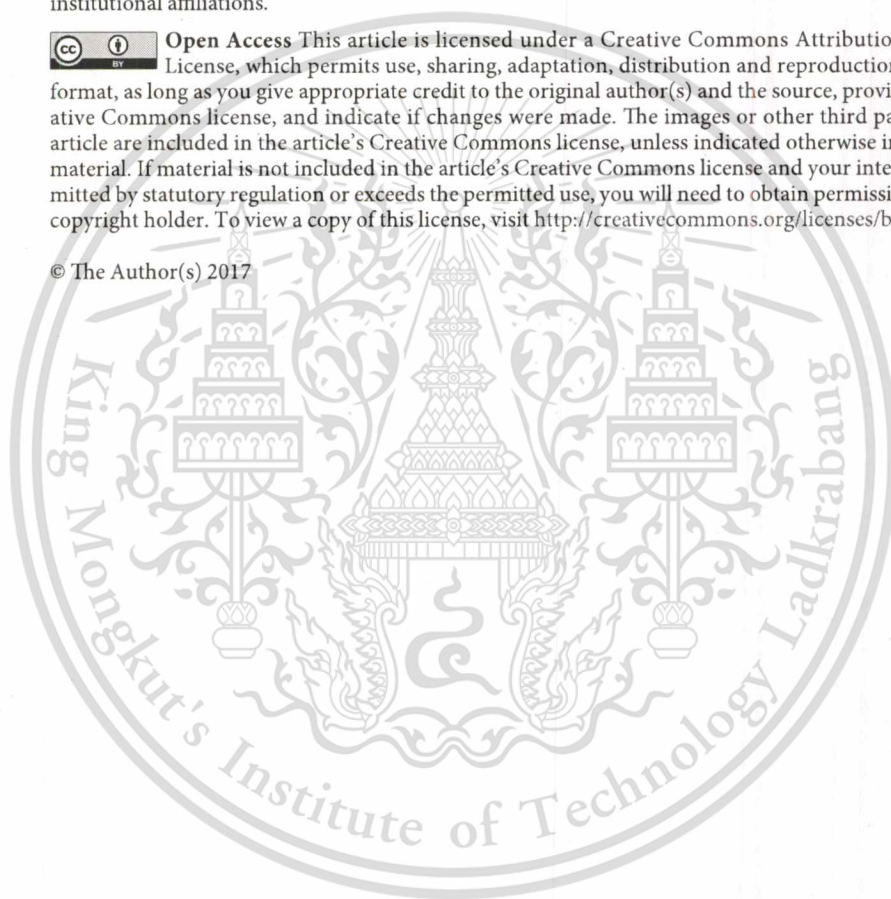 institutional affiliations.
Open Access This article is licensed under a Creative Commons Attributio
License, which permits use, sharing, adaptation, distribution and reproduction
format, as long as you give appropriate credit to the original author(s) and the source, provi
ative Commons license, and indicate if changes were made. The images or other third pa
article are included in the article's Creative Commons license, unless indicated otherwise in
material. If material is not included in the article's Creative Commons license and your inte
mitted by statutory regulation or exceeds the permitted use, you will need to obtain permissi
copyright holder. To view a copy of this license, visit http://creativecommons.org/licenses/b
cc BY
© The Author(s) 2017
King Mongkut's Institute of Technology Ladkrabang